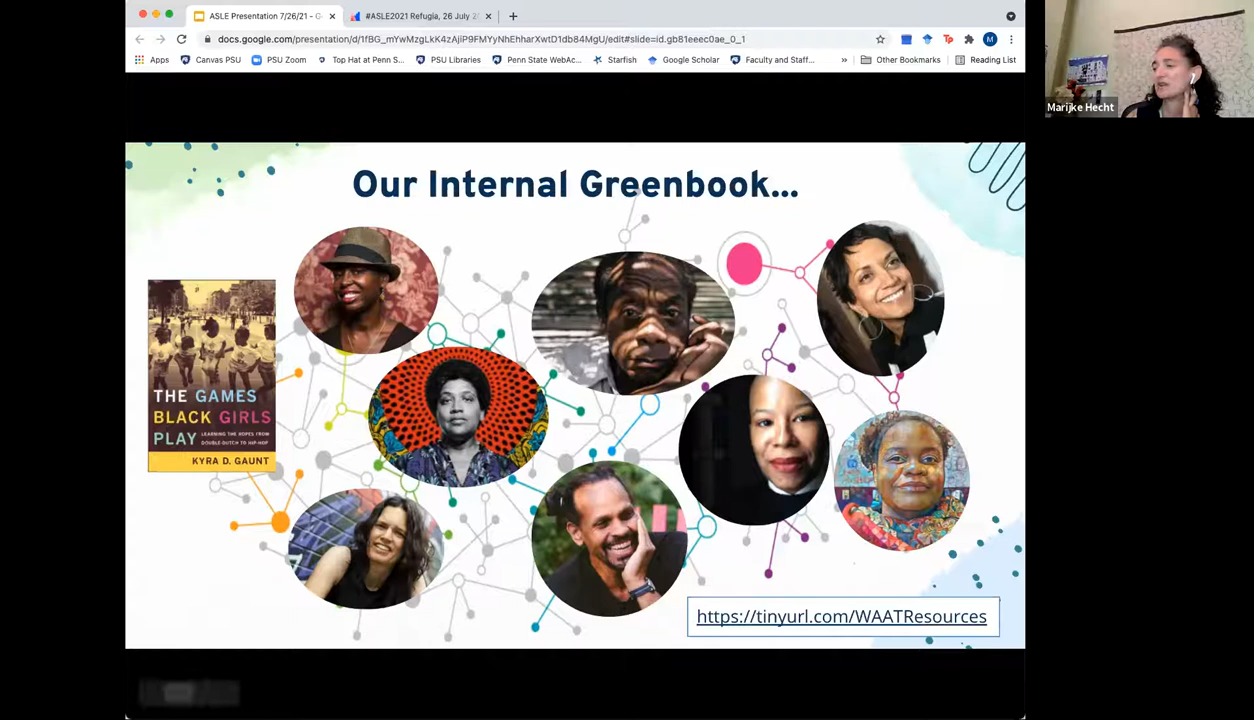 ASLE Presentation 7/26/21 - G
#ASLE2021 Refugia, 26 July 2
docs.google.com/presentation/d/1fBG_mYwMzgLkK4zAjiP9FMYyNhEhharXwtD1db84MgU/edit#slide=id.gb81eeec0ae_0_1
Apps
Canvas PSU
PSU Zoom
Top Hat at Penn S...
PSU Libraries
Penn State WebAc...
Starfish
Google Scholar
Faculty and Staff...
Other Bookmarks
Reading List
Marijke Hecht
Our Internal Greenbook...
THE GAMES
BLACK GIRLS
PLAY
LEARNING THE ROPES FROM
DOUBLE-DUTCH TO HIP-HOP
KYRA D. GAUNT
https://tinyurl.com/WAATResources